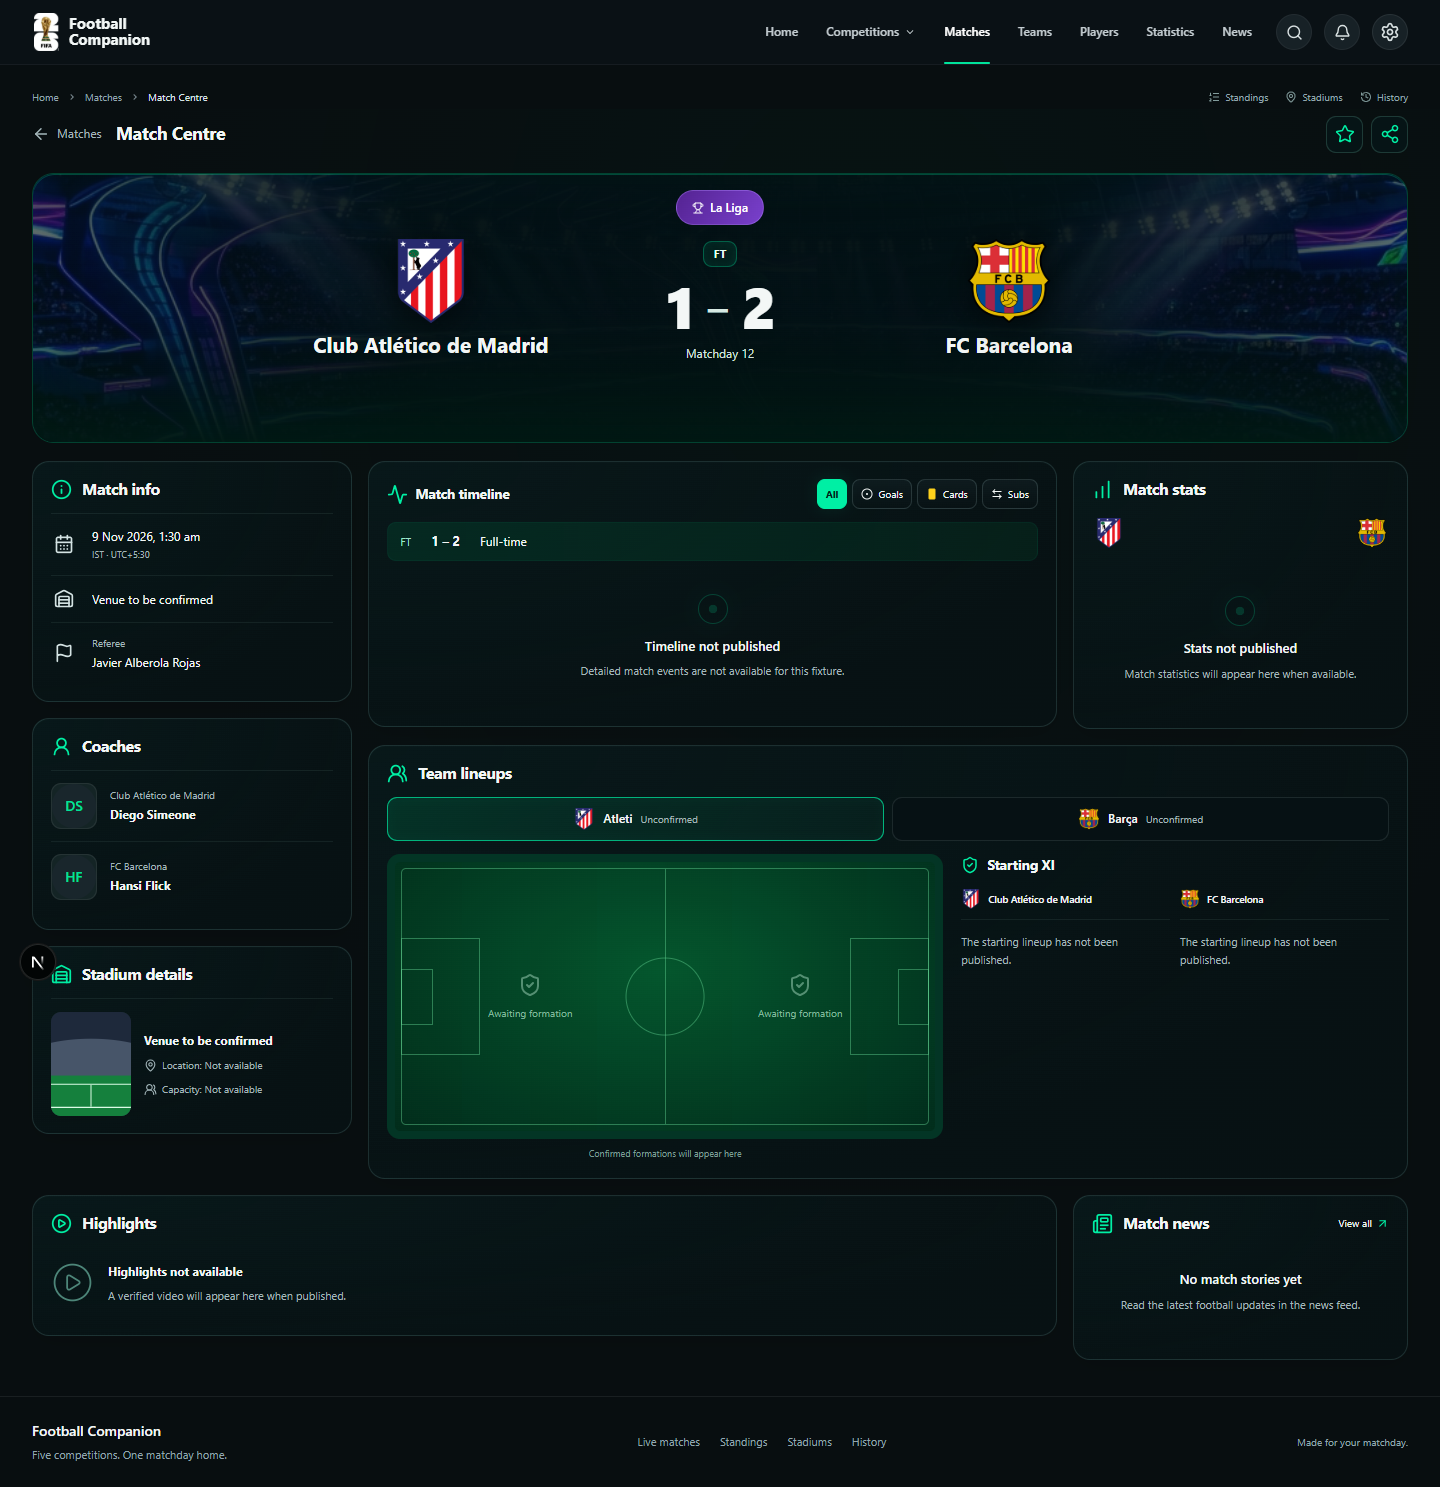 Football
Companion
FIFA
Home
Competitions
Matches
Teams
Players
Statistics
News
Home
Matches
Match Centre
Standings
Stadiums
History
Matches
Match Centre
La Liga
FT
FCB
1 – 2
Club Atlético de Madrid
FC Barcelona
Matchday 12
Match info
9 Nov 2026, 1:30 am
IST · UTC+5:30
Venue to be confirmed
Referee
Javier Alberola Rojas
Match timeline
All
Goals
Cards
Subs
FT 1 – 2 Full-time
Timeline not published
Detailed match events are not available for this fixture.
Match stats
Stats not published
Match statistics will appear here when available.
Coaches
DS
Club Atlético de Madrid
Diego Simeone
HF
FC Barcelona
Hansi Flick
N
Stadium details
Venue to be confirmed
Location: Not available
Capacity: Not available
Team lineups
Atleti Unconfirmed
Barça Unconfirmed
Awaiting formation
Awaiting formation
Confirmed formations will appear here
Starting XI
Club Atlético de Madrid
The starting lineup has not been
published.
FC Barcelona
The starting lineup has not been
published.
Highlights
Highlights not available
A verified video will appear here when published.
Match news
View all
No match stories yet
Read the latest football updates in the news feed.
Football Companion
Five competitions. One matchday home.
Live matches
Standings
Stadiums
History
Made for your matchday.